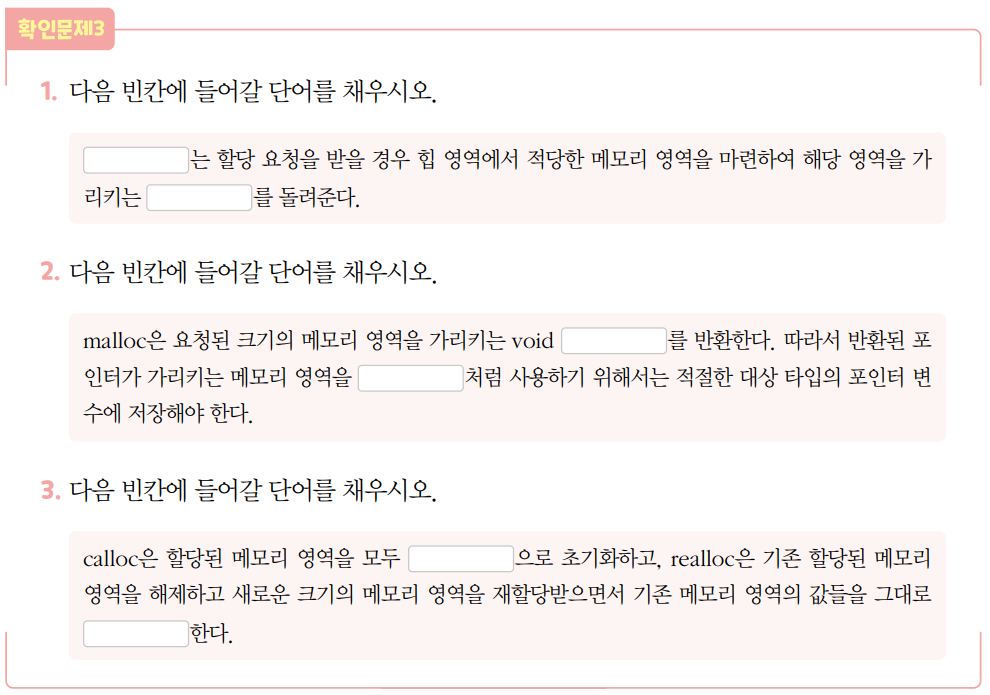 확인문제3
1. 다음 빈칸에 들어갈 단어를 채우시오.
는 할당 요청을 받을 경우 힙 영역에서 적당한 메모리 영역을 마련하여 해당 영역을 가
리키는 를 돌려준다.
2. 다음 빈칸에 들어갈 단어를 채우시오.
malloc은 요청된 크기의 메모리 영역을 가리키는 void 를 반환한다. 따라서 반환된 포
인터가 가리키는 메모리 영역을 처럼 사용하기 위해서는 적절한 대상 타입의 포인터 변
수에 저장해야 한다.
3. 다음 빈칸에 들어갈 단어를 채우시오.
calloc은 할당된 메모리 영역을 모두 으로 초기화하고, realloc은 기존 할당된 메모리
영역을 해제하고 새로운 크기의 메모리 영역을 재할당받으면서 기존 메모리 영역의 값들을 그대로
한다.